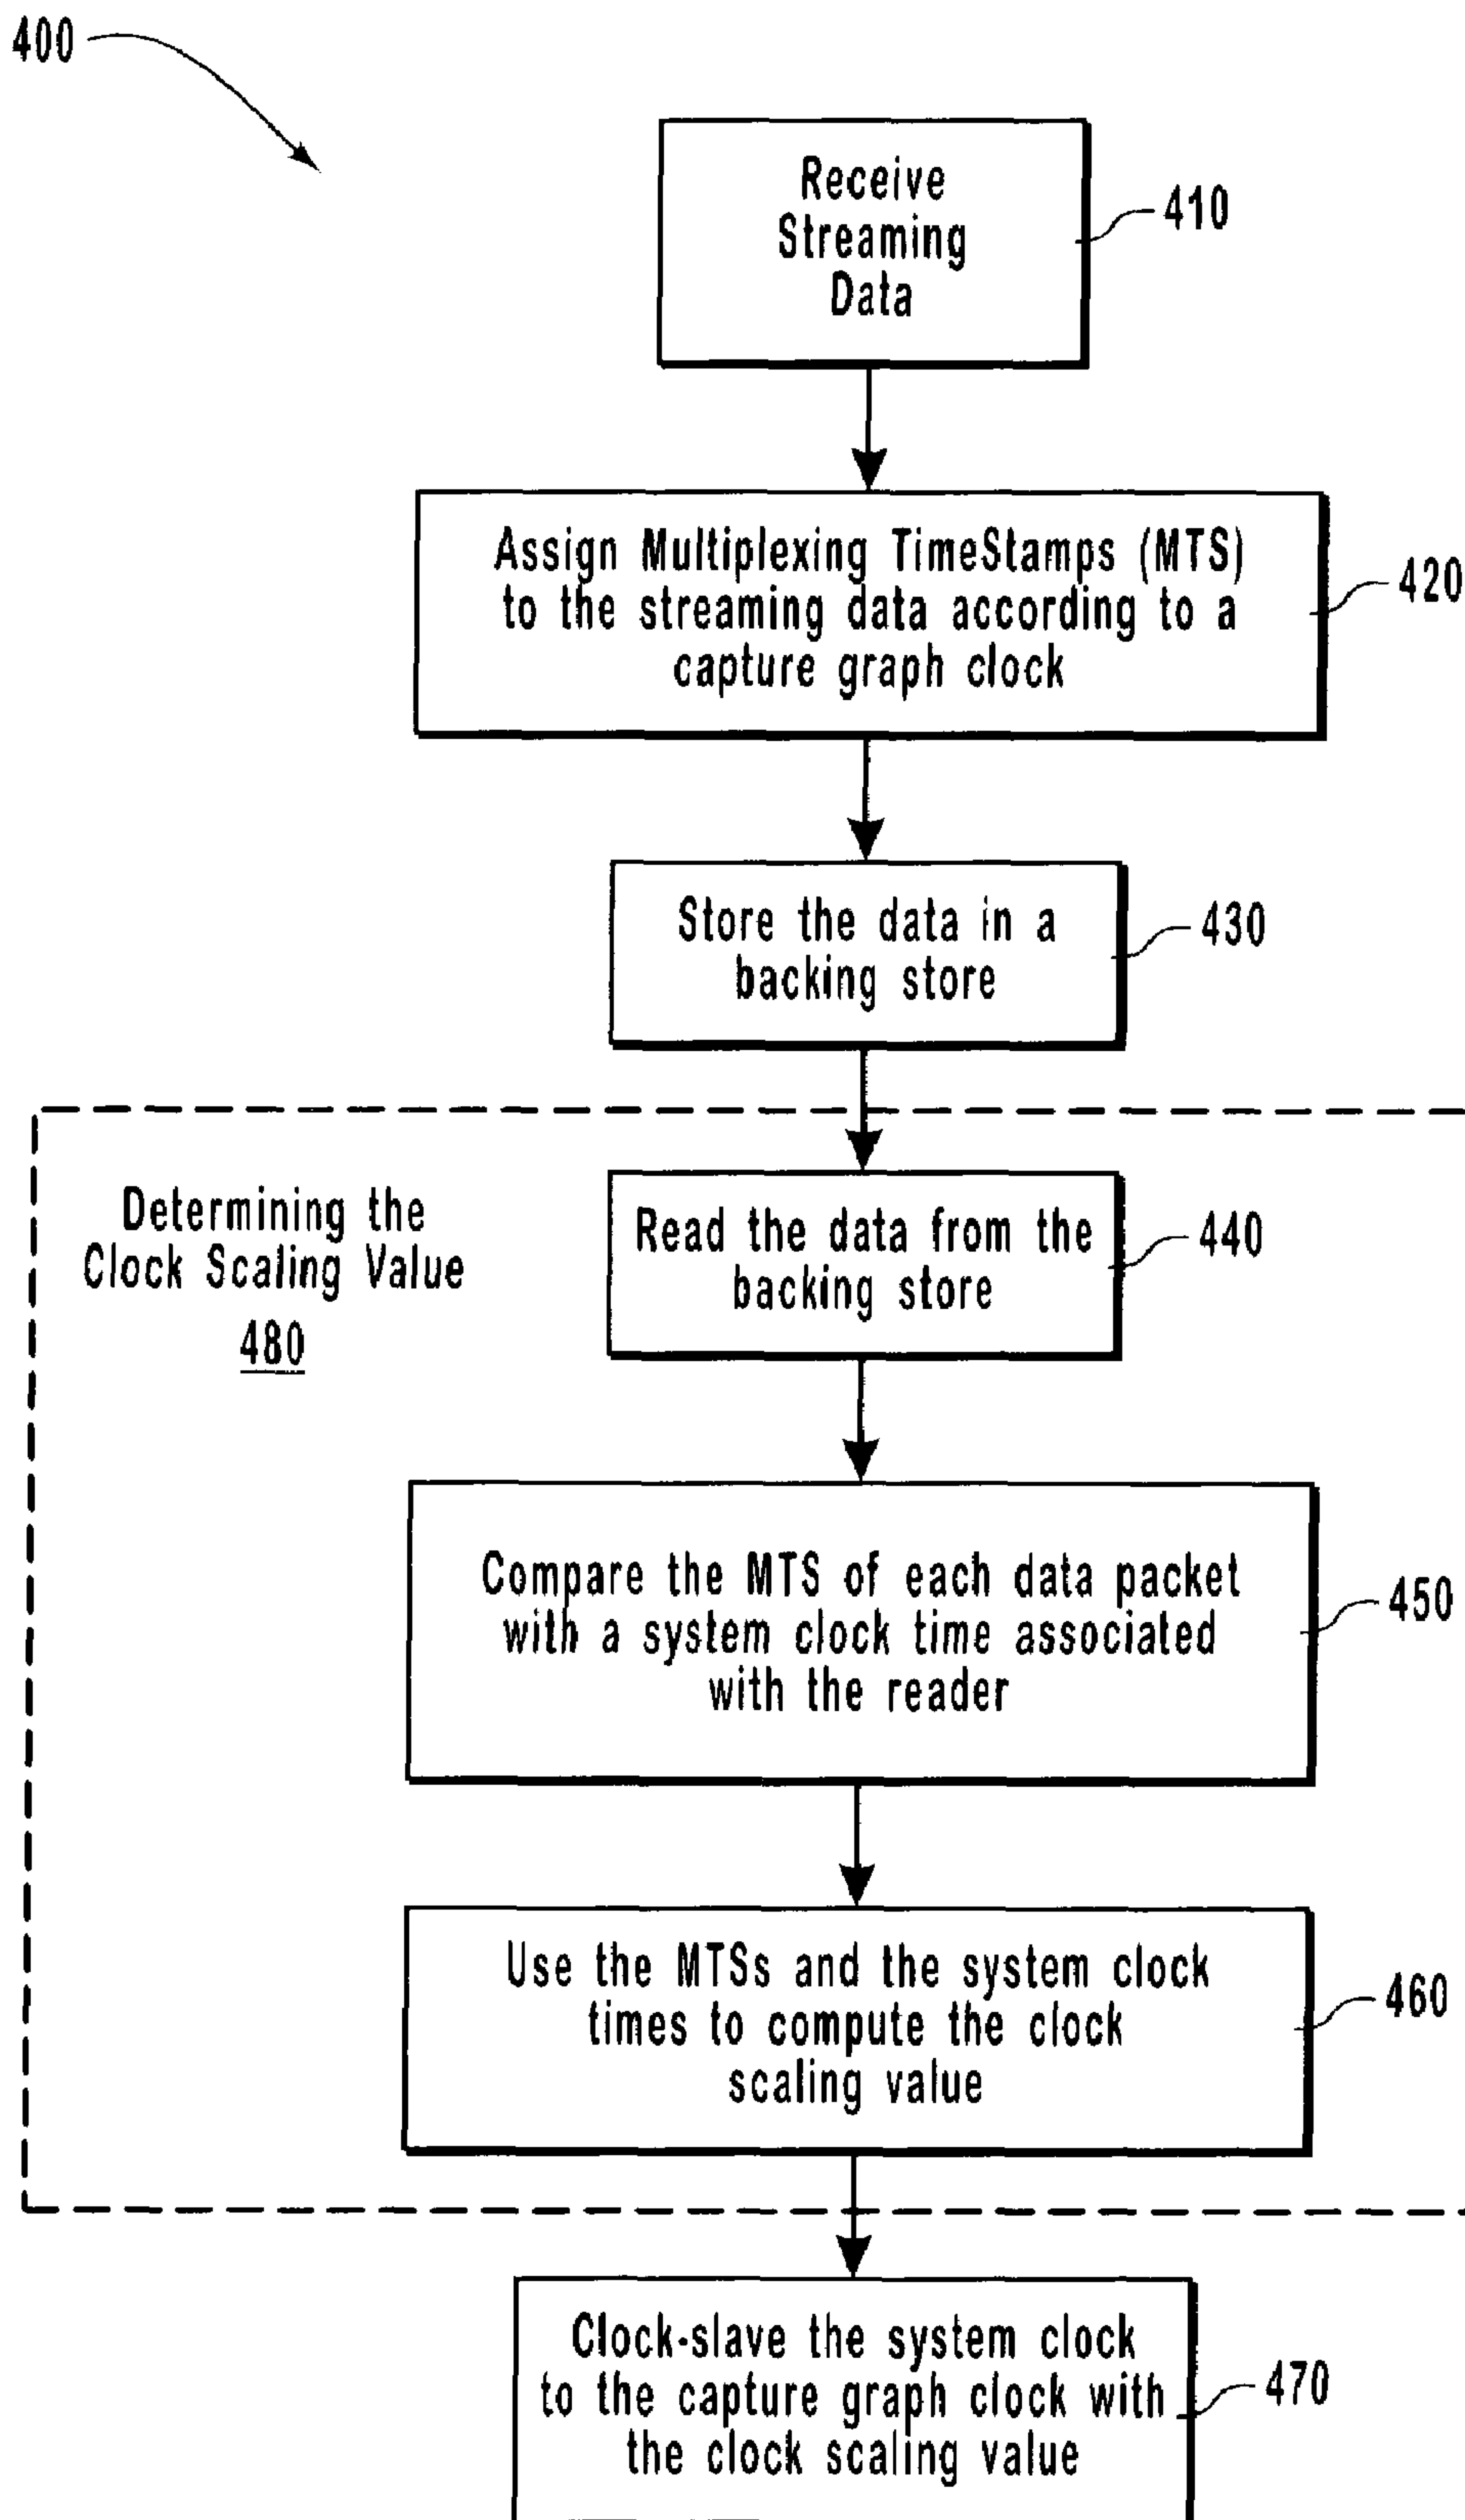 400
Receive
Streaming
Data
410
Assign Multiplexing TimeStamps (MTS)
to the streaming data according to a
capture graph clock
420
Store the data in a
backing store
430
Determining the
Clock Scaling Value
480
Read the data from the
backing store
440
Compare the MTS of each data packet
with a system clock time associated
with the reader
450
Use the MTSs and the system clock
times to compute the clock
scaling value
460
Clock-slave the system clock
to the capture graph clock with
the clock scaling value
470